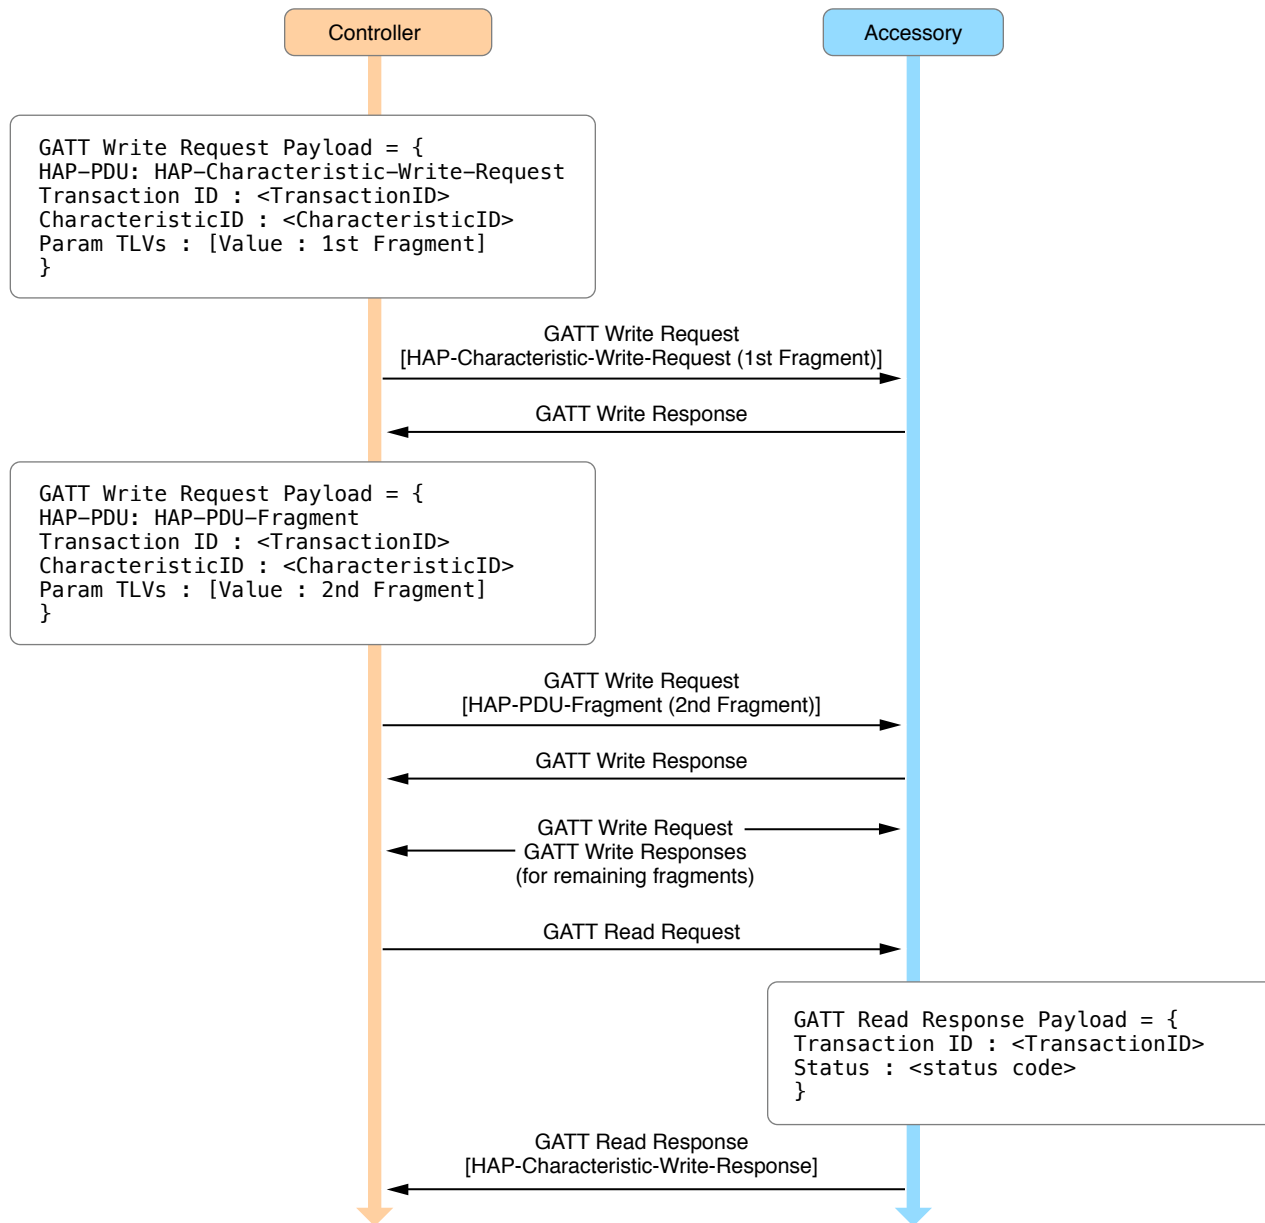 Controller
Accessory
GATT Write Request Payload = {
HAP-PDU: HAP-Characteristic-Write-Request
Transaction ID : <TransactionID>
CharacteristicID : <CharacteristicID>
Param TLVs : [Value : 1st Fragment]
}
GATT Write Request
[HAP-Characteristic-Write-Request (1st Fragment)]
GATT Write Response
GATT Write Request Payload = {
HAP-PDU: HAP-PDU-Fragment
Transaction ID : <TransactionID>
CharacteristicID : <CharacteristicID>
Param TLVs : [Value : 2nd Fragment]
}
GATT Write Request
[HAP-PDU-Fragment (2nd Fragment)]
GATT Write Response
GATT Write Request
GATT Write Responses
(for remaining fragments)
GATT Read Request
GATT Read Response Payload = {
Transaction ID : <TransactionID>
Status : <status code>
}
GATT Read Response
[HAP-Characteristic-Write-Response]